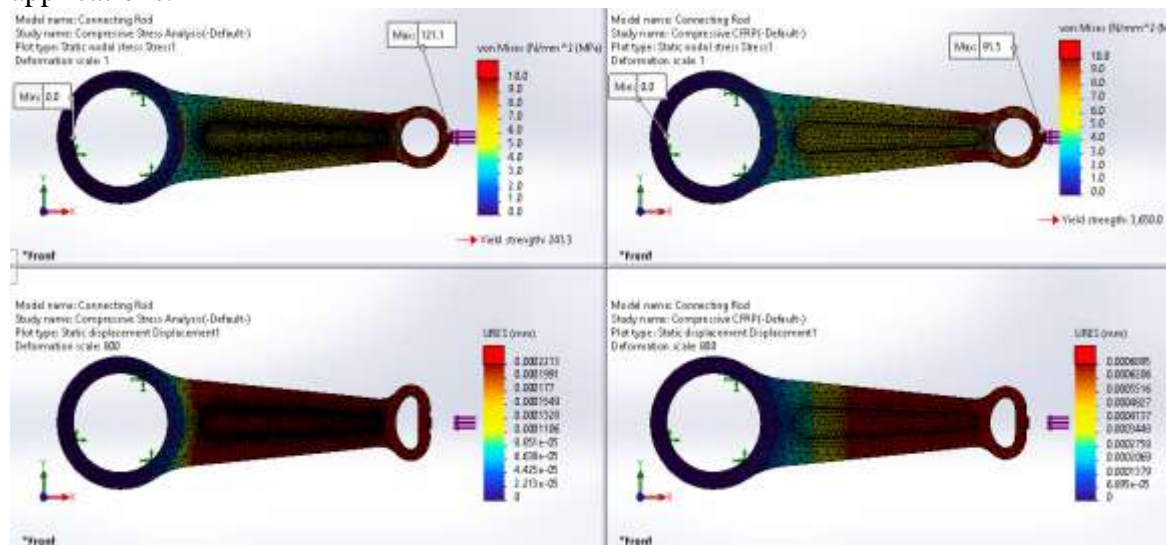 Model name: Connecting Rod
Study name: Compressive Stress Analysis(-Default-)
Plot type: Static nodal stress Stress1
Deformation scale: 1
Max: 121.1
Min: 0.0
von Mises (N/mm^2 (MPa
10.0
9.0
8.0
7.0
6.0
5.0
4.0
3.0
2.0
1.0
0.0
Yield strength: 241.3
*Front
Model name: Connecting Rod
Study name: Compressive CFRP(-Default-)
Plot type: Static nodal stress Stress1
Deformation scale: 1
Max: 91.5
Min: 0.0
von Mises (N/mm^2 (M
10.0
9.0
8.0
7.0
6.0
5.0
4.0
3.0
2.0
1.0
0.0
Yield strength: 1,650.0
*Front
Model name: Connecting Rod
Study name: Compressive Stress Analysis(-Default-)
Plot type: Static displacement Displacement1
Deformation scale: 800
URES (mm)
0.0002213
0.0001991
0.000177
0.0001549
0.0001328
0.0001106
8.851e-05
6.638e-05
4.425e-05
2.213e-05
0
*Front
Model name: Connecting Rod
Study name: Compressive CFRP(-Default-)
Plot type: Static displacement Displacement1
Deformation scale: 800
URES (mm)
0.0006895
0.0006206
0.0005516
0.0004827
0.0004137
0.0003448
0.0002758
0.0002069
0.0001379
6.895e-05
0
*Front